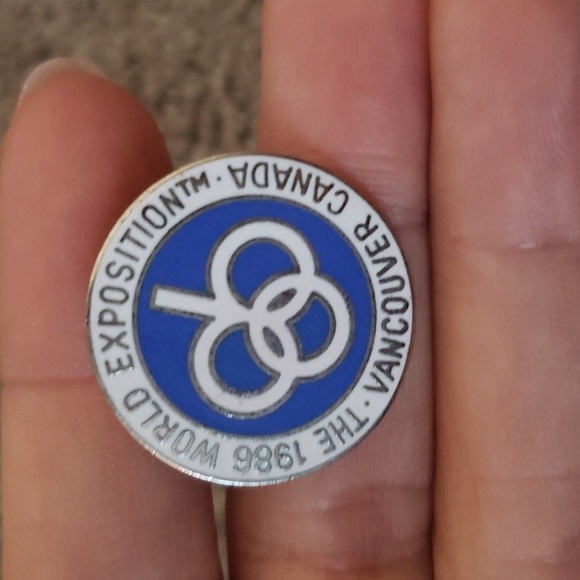 THE 1986 WORLD EXPOSITION™ · VANCOUVER CANADA ·